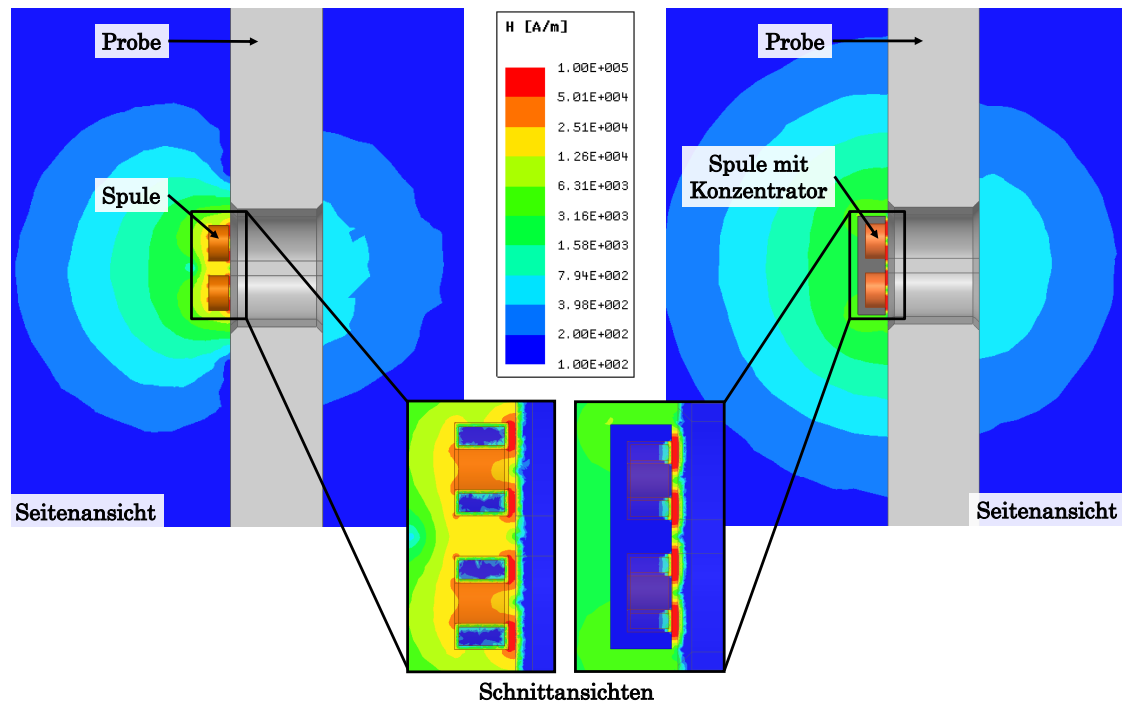 Probe
H [A/m]
1.00E+005
5.01E+004
2.51E+004
1.26E+004
6.31E+003
3.16E+003
1.58E+003
7.94E+002
3.98E+002
2.00E+002
1.00E+002
Probe
Spule
Spule mit
Konzentrator
Seitenansicht
Seitenansicht
Schnittansichten